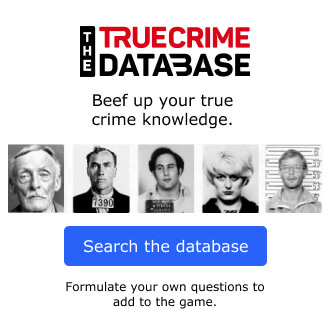 THE
TRUECRIME
DATABASE
Beef up your true
crime knowledge.
7390
Search the database
Formulate your own questions to
add to the game.